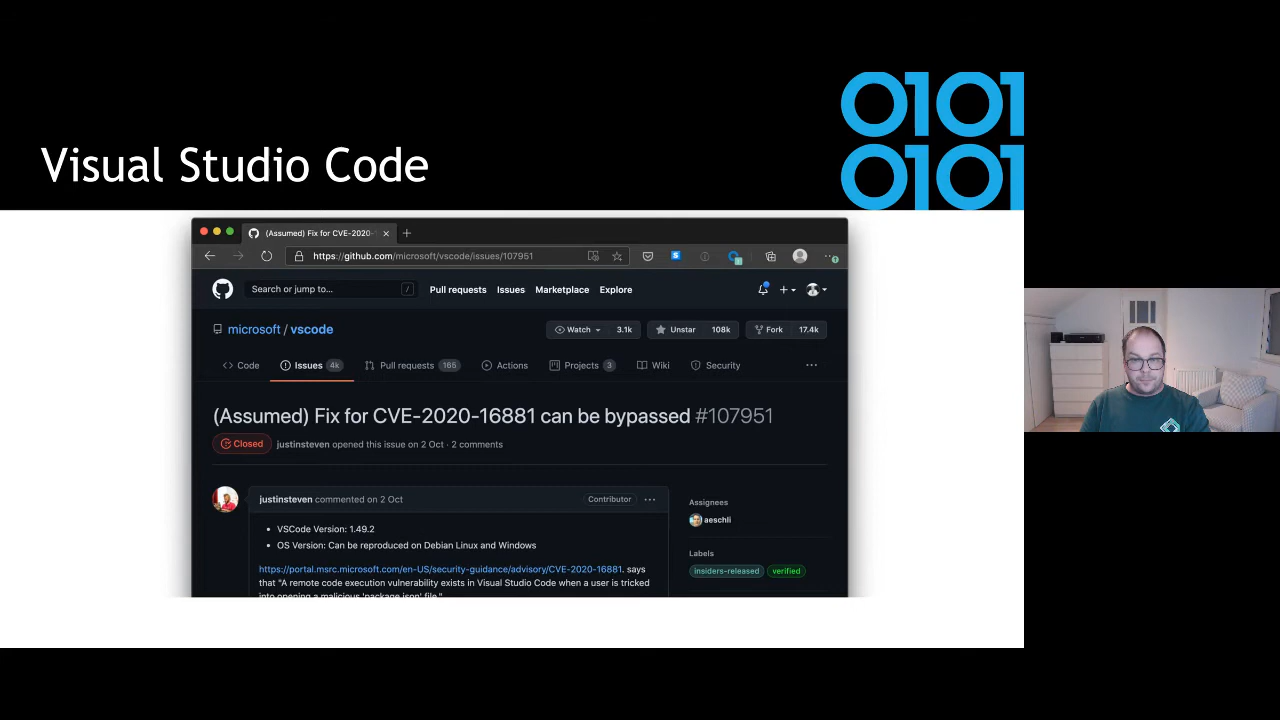 0101
0101
Visual Studio Code
(Assumed) Fix for CVE-2020-
https://github.com/microsoft/vscode/issues/107951
Search or jump to... /
Pull requests Issues Marketplace Explore
microsoft / vscode
Watch 3.1k Unstar 108k Fork 17.4k
Code Issues 4k Pull requests 165 Actions Projects 3 Wiki Security
(Assumed) Fix for CVE-2020-16881 can be bypassed #107951
Closed justinsteven opened this issue on 2 Oct · 2 comments
justinsteven commented on 2 Oct Contributor
• VSCode Version: 1.49.2
• OS Version: Can be reproduced on Debian Linux and Windows
https://portal.msrc.microsoft.com/en-US/security-guidance/advisory/CVE-2020-16881. says
that "A remote code execution vulnerability exists in Visual Studio Code when a user is tricked
into opening a malicious 'package.json' file."
Assignees
aeschli
Labels
insiders-released verified